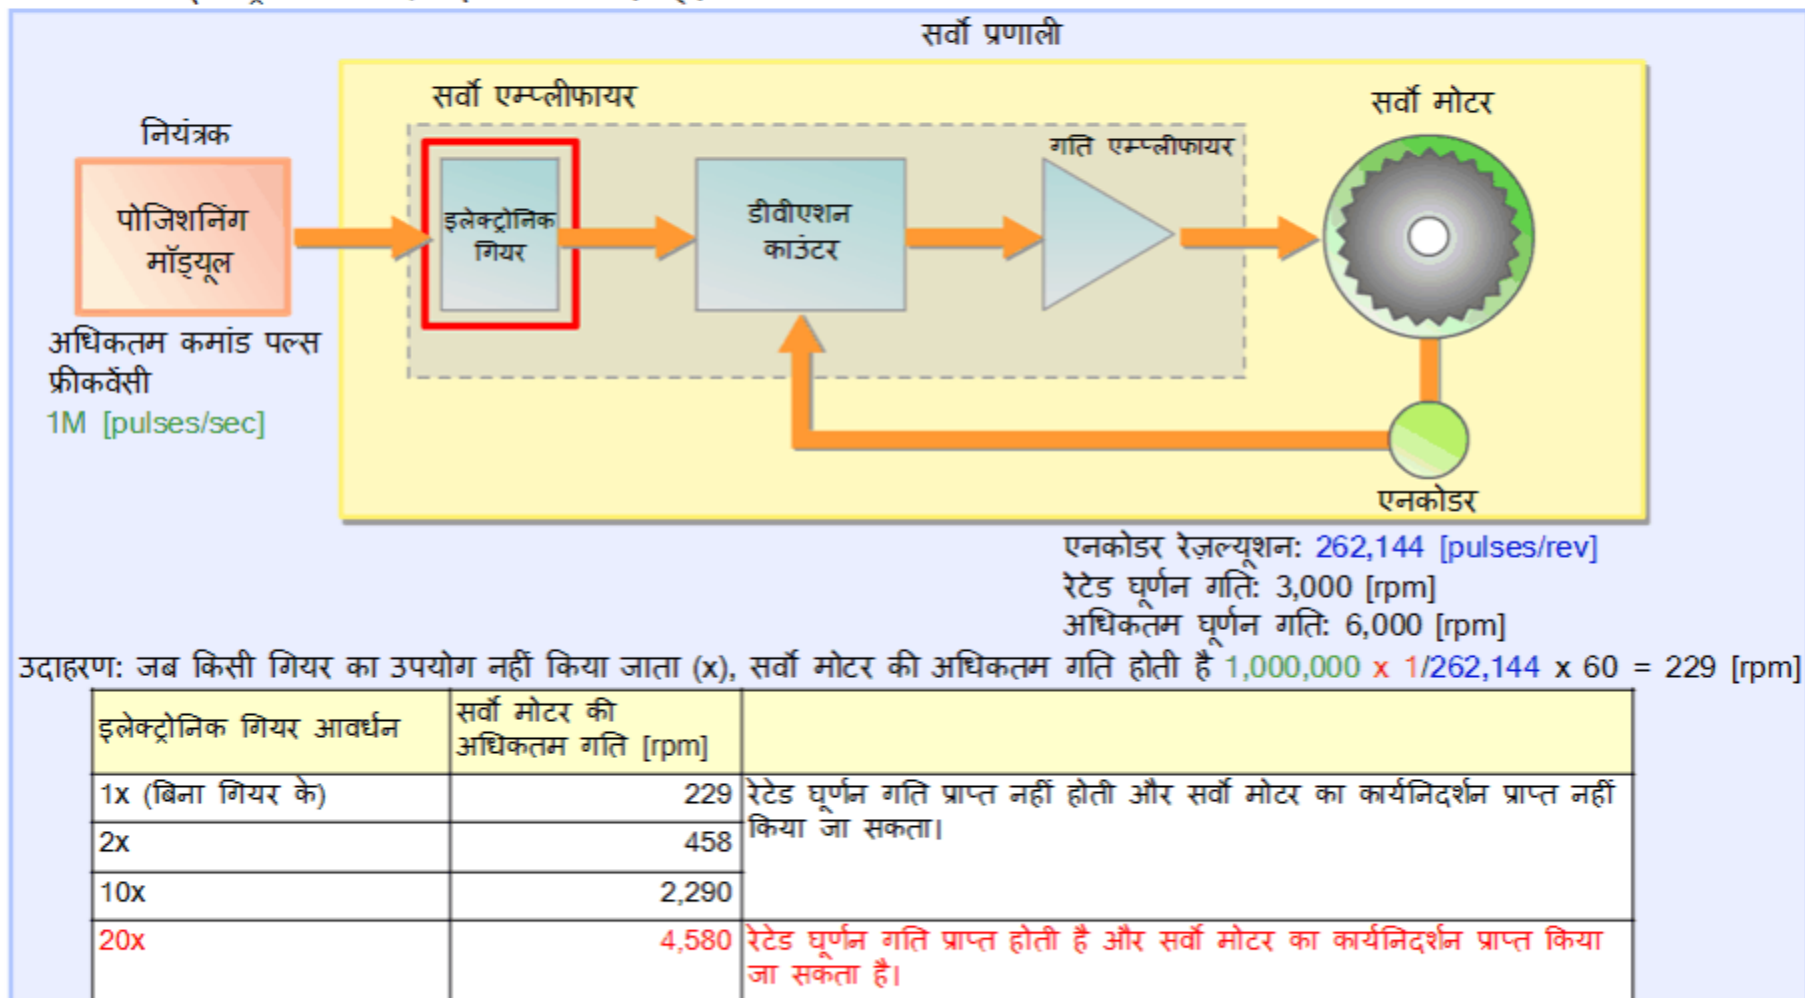 सर्वो प्रणाली
सर्वो एम्प्लीफायर
सर्वो मोटर
नियंत्रक
गति एम्प्लीफायर
पोजिशनिंग
मॉड्यूल
इलेक्ट्रोनिक
गियर
डीवीएशन
काउंटर
अधिकतम कमांड पल्स
फ्रीक्वेंसी
1M [pulses/sec]
एनकोडर
एनकोडर रेज़ल्यूशन: 262,144 [pulses/rev]
रेटेड घूर्णन गति: 3,000 [rpm]
अधिकतम घूर्णन गति: 6,000 [rpm]
उदाहरण: जब किसी गियर का उपयोग नहीं किया जाता (x), सर्वो मोटर की अधिकतम गति होती है 1,000,000 x 1/262,144 x 60 = 229 [rpm]
इलेक्ट्रोनिक गियर आवर्धन
सर्वो मोटर की
अधिकतम गति [rpm]
1x (बिना गियर के)
229
रेटेड घूर्णन गति प्राप्त नहीं होती और सर्वो मोटर का कार्यनिदर्शन प्राप्त नहीं
किया जा सकता।
2x
458
10x
2,290
20x
4,580
रेटेड घूर्णन गति प्राप्त होती है और सर्वो मोटर का कार्यनिदर्शन प्राप्त किया
जा सकता है।